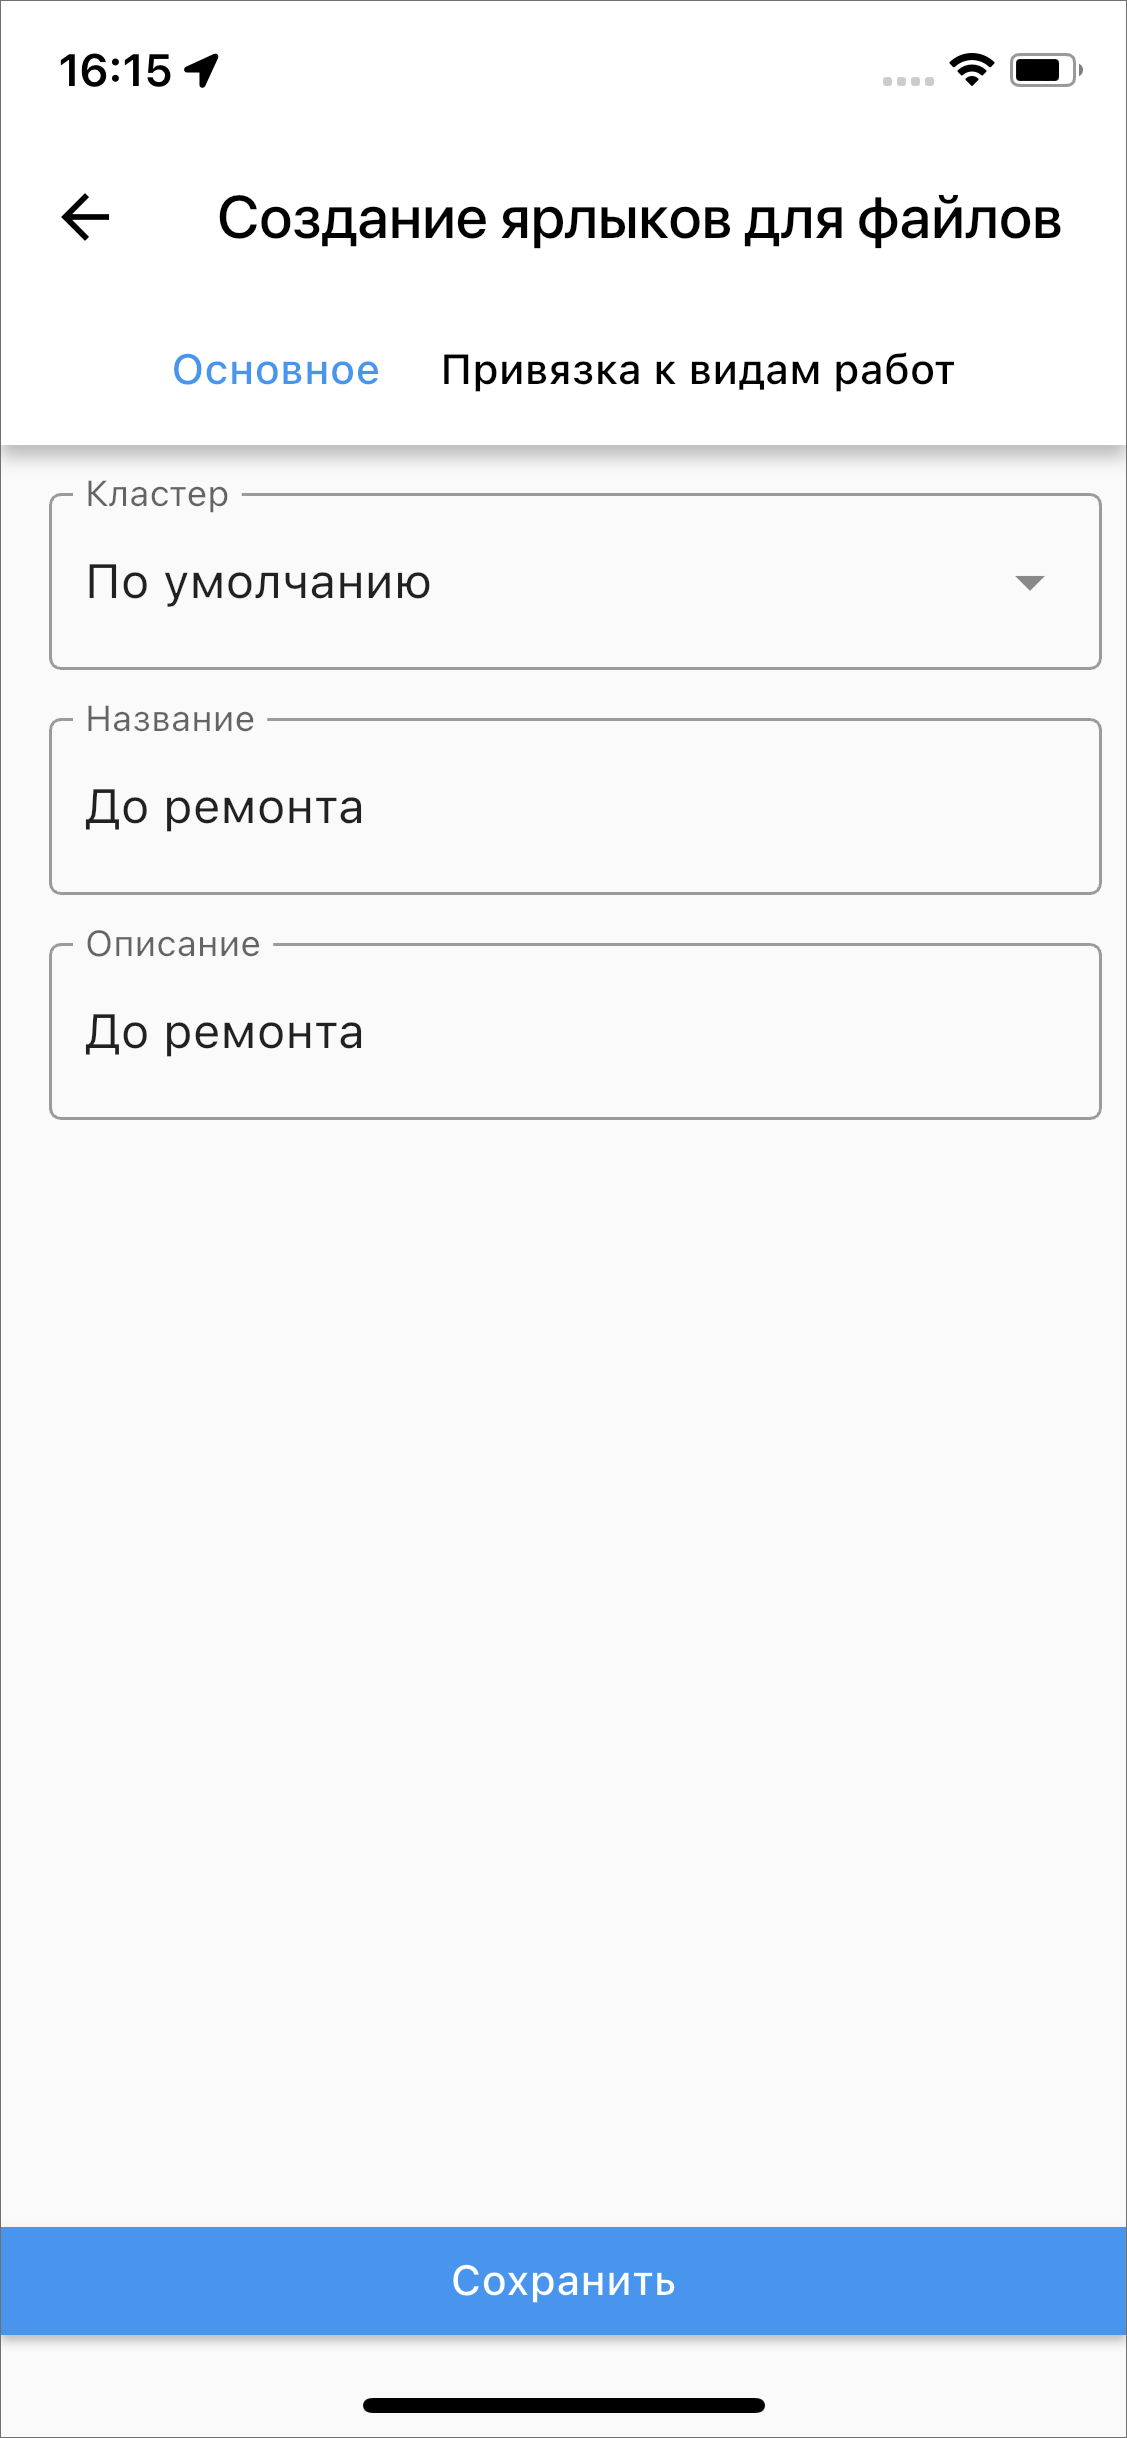 16:15
Создание ярлыков для файлов
Основное Привязка к видам работ
Кластер
По умолчанию
Название
До ремонта
Описание
До ремонта
Сохранить